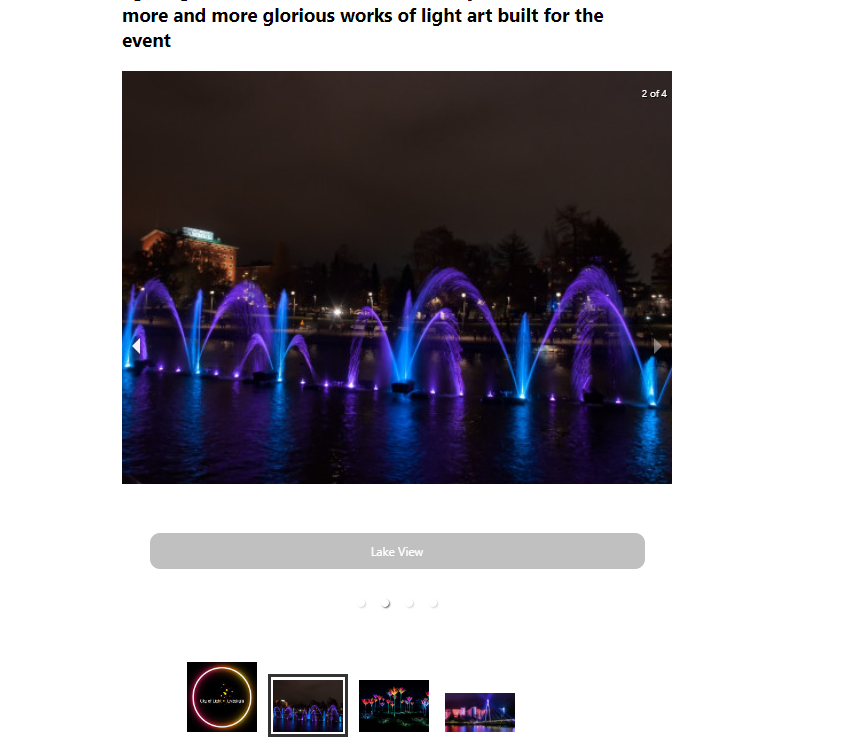 more and more glorious works of light art built for the
event
2 of 4
Lake View